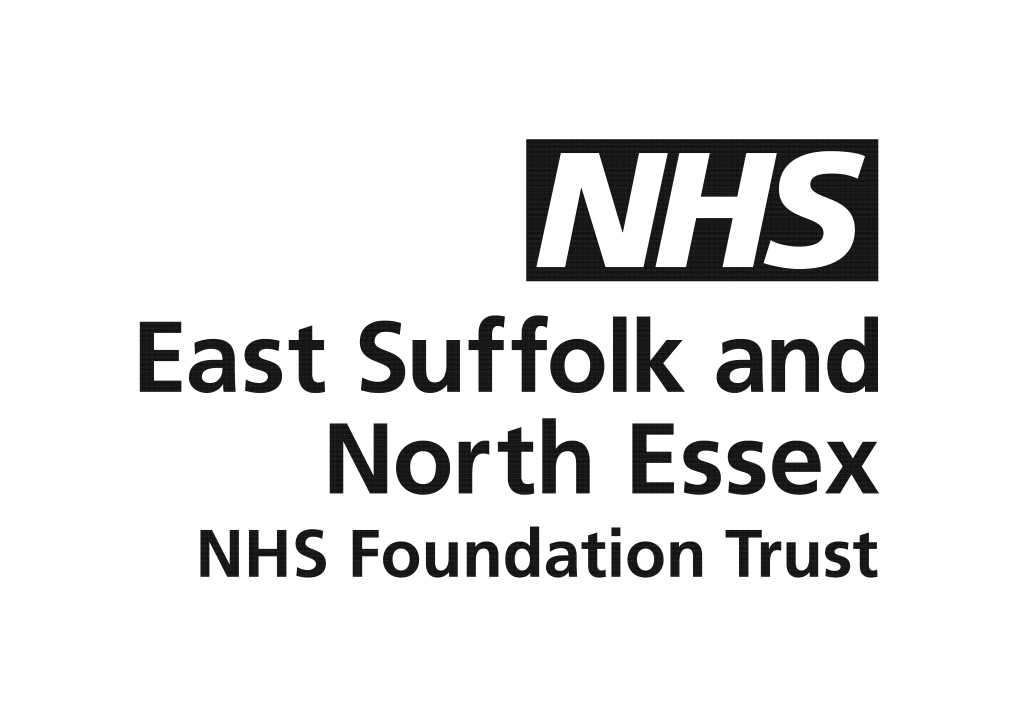 NHS
East Suffolk and
North Essex
NHS Foundation Trust